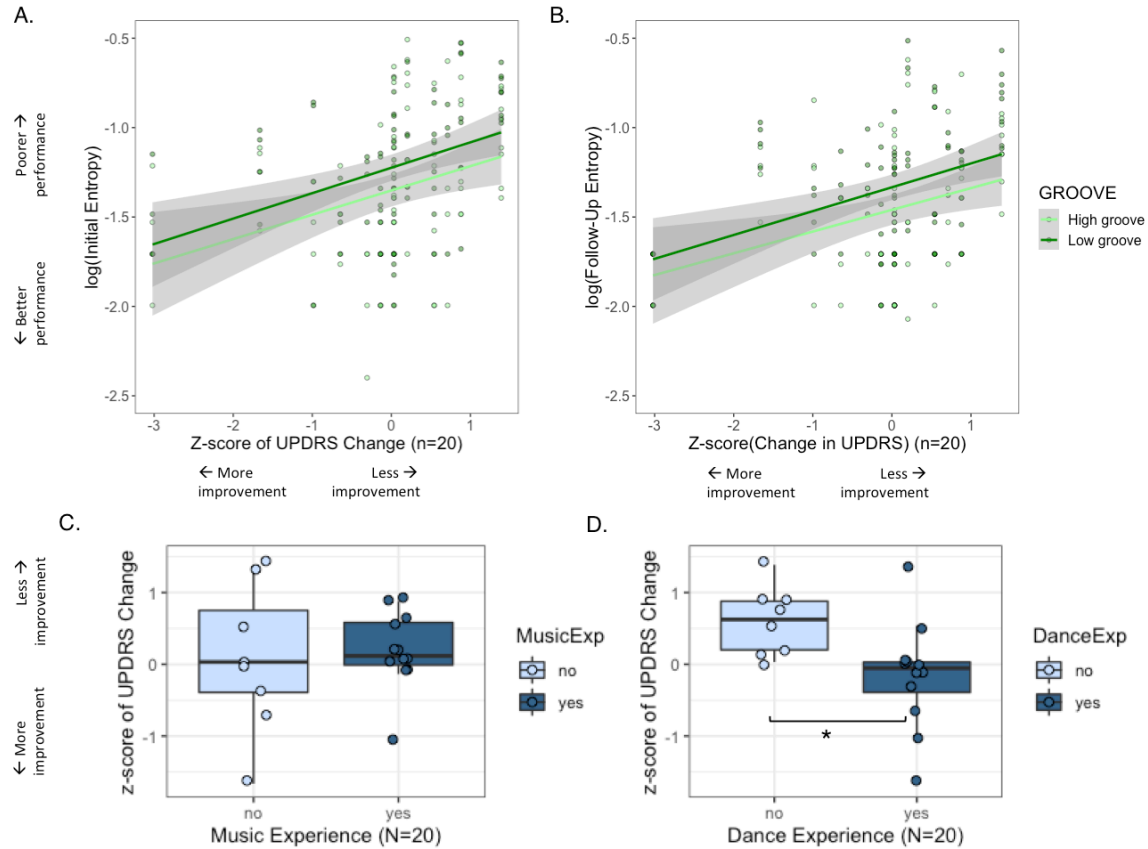 A.
Poorer →
performance
← Better
performance
log(Initial Entropy)
-0.5
-1.0
-1.5
-2.0
-2.5
-3
-2
-1
0
1
Z-score of UPDRS Change (n=20)
← More
improvement
Less →
improvement
B.
log(Follow-Up Entropy)
-0.5
-1.0
-1.5
-2.0
-2.5
-3
-2
-1
0
1
Z-score(Change in UPDRS) (n=20)
← More
improvement
Less →
improvement
GROOVE
High groove
Low groove
C.
Less →
improvement
← More
improvement
z-score of UPDRS Change
1
0
-1
no
yes
Music Experience (N=20)
MusicExp
no
yes
D.
z-score of UPDRS Change
1
0
-1
*
no
yes
Dance Experience (N=20)
DanceExp
no
yes